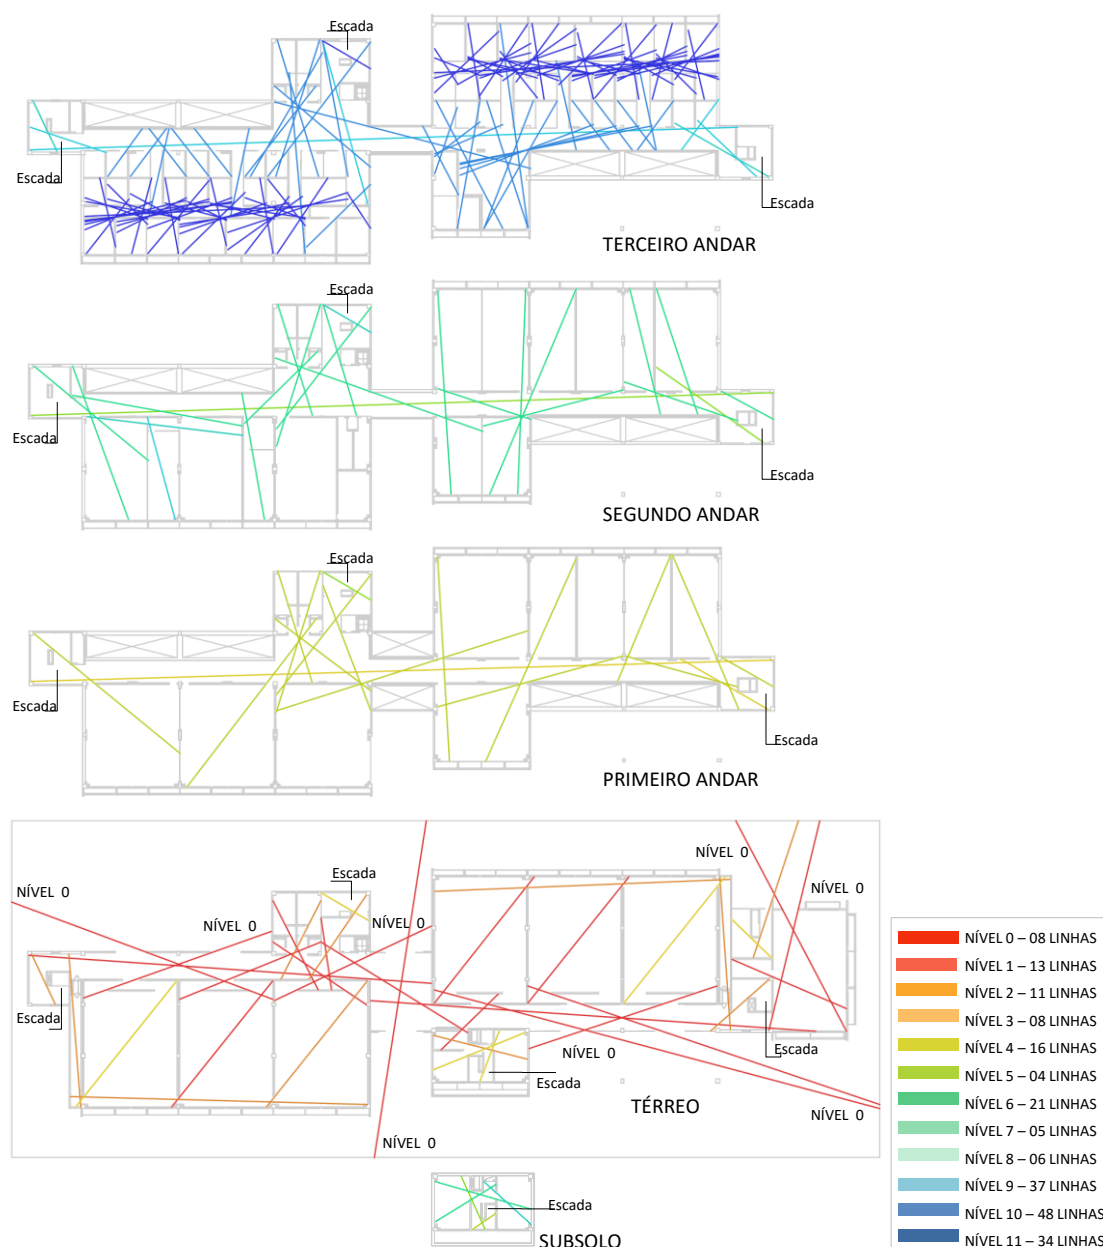 Escada
Escada
Escada
TERCEIRO ANDAR
Escada
Escada
Escada
SEGUNDO ANDAR
Escada
Escada
Escada
PRIMEIRO ANDAR
NÍVEL 0
Escada
NÍVEL 0
NÍVEL 0
NÍVEL 0
NÍVEL 0
Escada
Escada
NÍVEL 0
Escada
TÉRREO
NÍVEL 0
NÍVEL 0
Escada
SUBSOLO
NÍVEL 0 – 08 LINHAS
NÍVEL 1 – 13 LINHAS
NÍVEL 2 – 11 LINHAS
NÍVEL 3 – 08 LINHAS
NÍVEL 4 – 16 LINHAS
NÍVEL 5 – 04 LINHAS
NÍVEL 6 – 21 LINHAS
NÍVEL 7 – 05 LINHAS
NÍVEL 8 – 06 LINHAS
NÍVEL 9 – 37 LINHAS
NÍVEL 10 – 48 LINHAS
NÍVEL 11 – 34 LINHAS